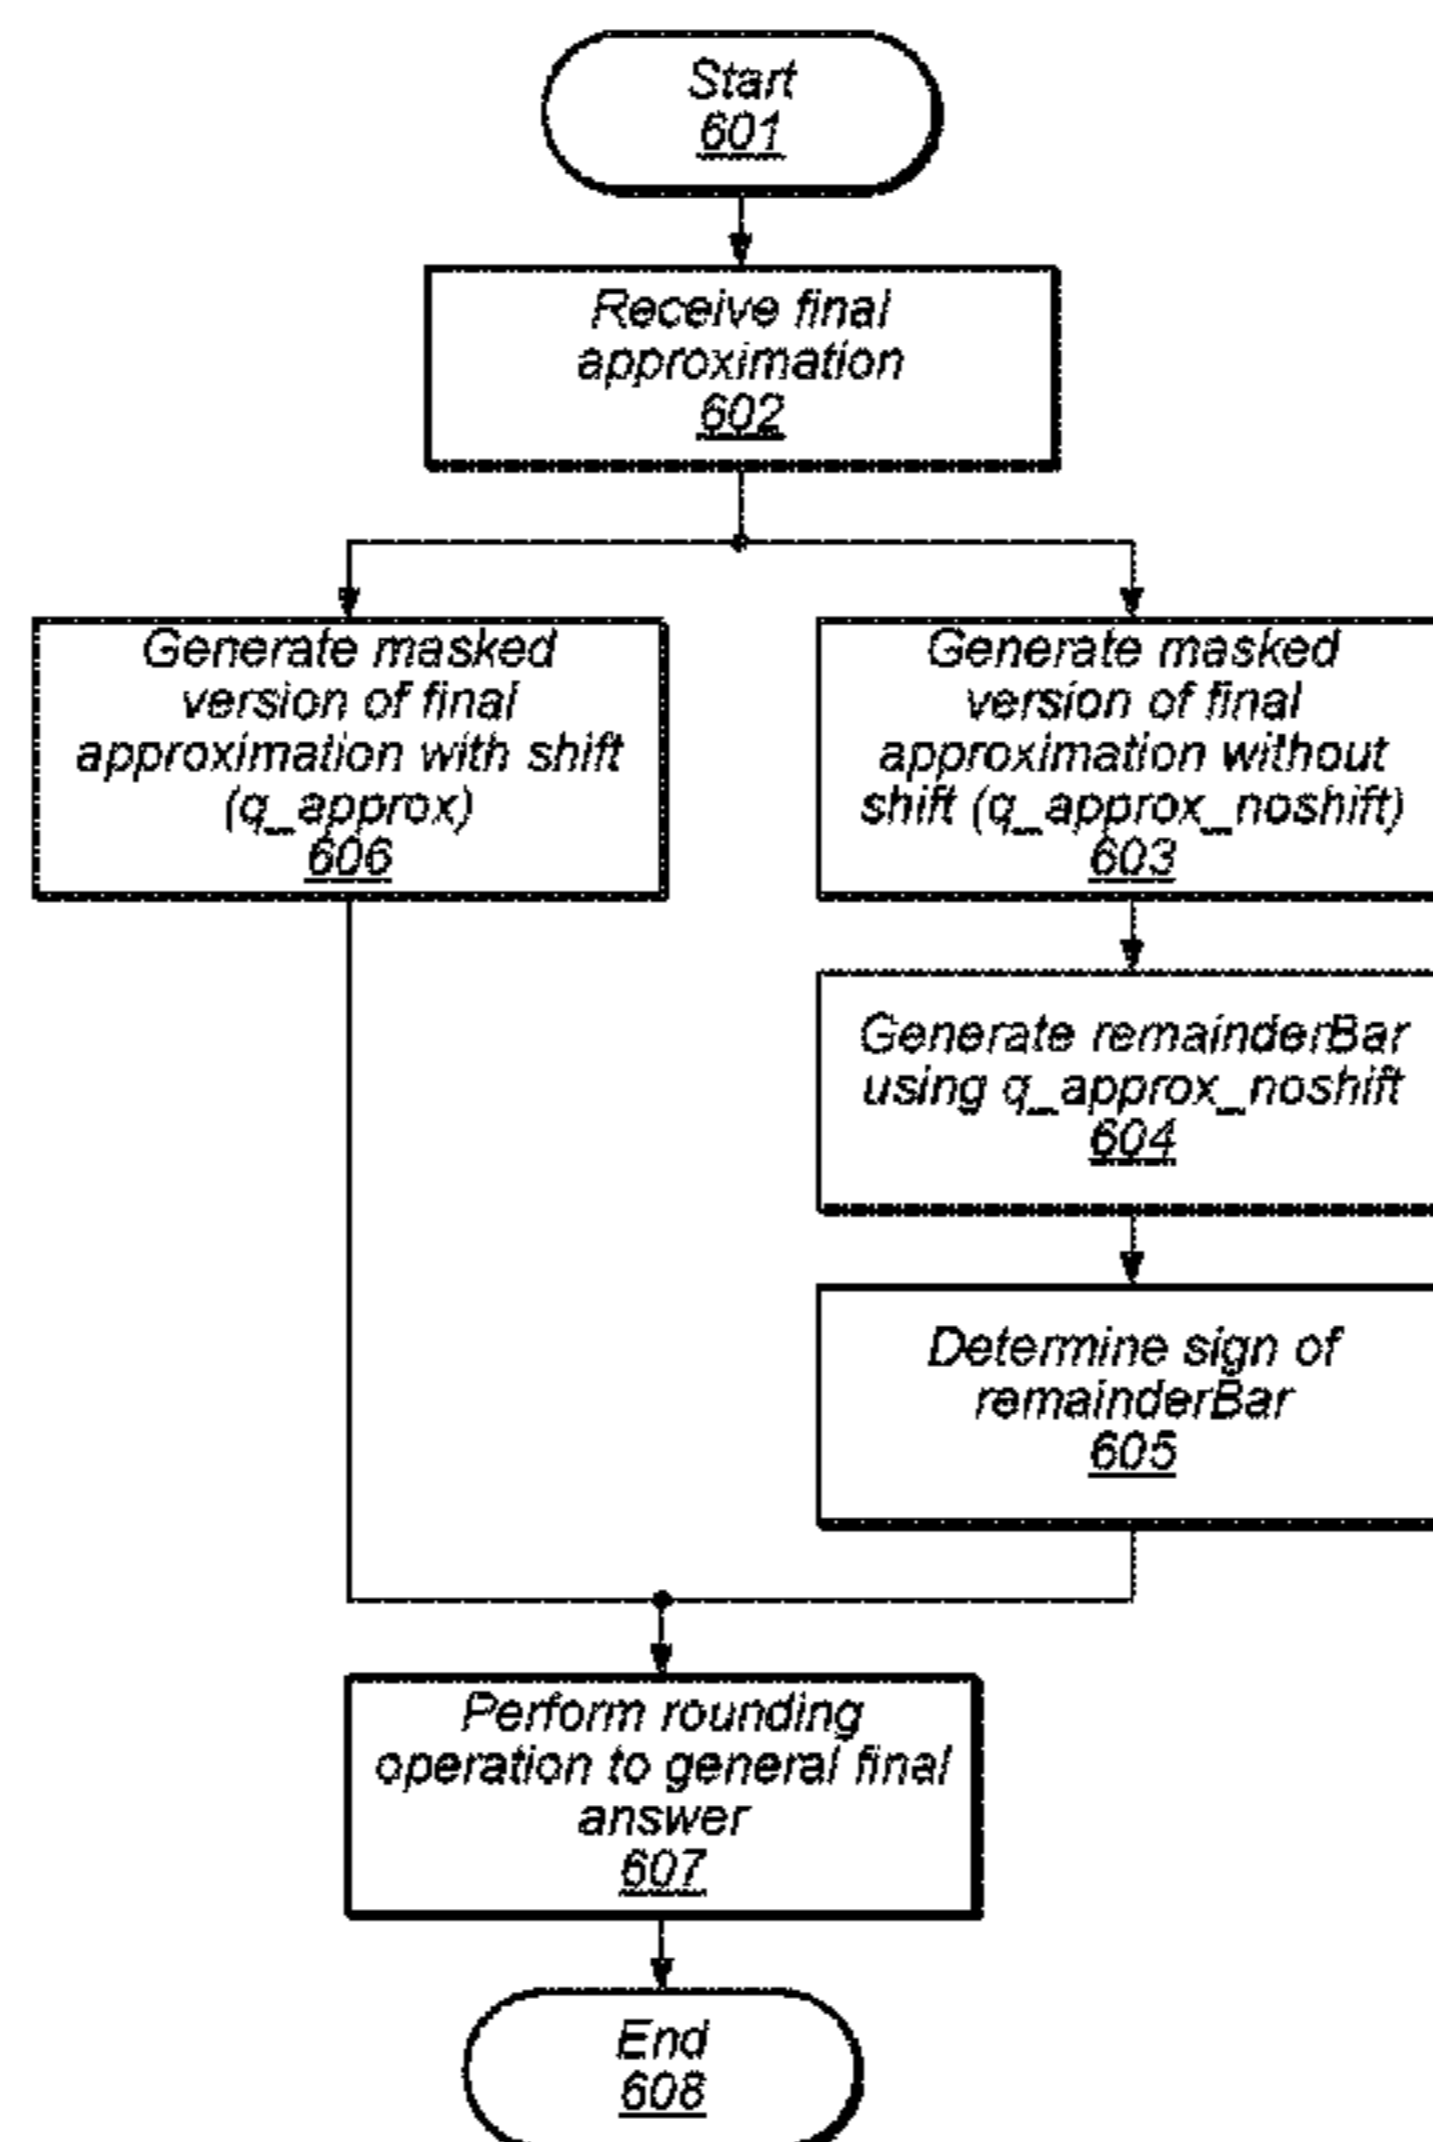 Start
601
Receive final
approximation
602
Generate masked
version of final
approximation with shift
(q_approx)
606
Generate masked
version of final
approximation without
shift (q_approx_noshift)
603
Generate remainderBar
using q_approx_noshift
604
Determine sign of
remainderBar
605
Perform rounding
operation to general final
answer
607
End
608